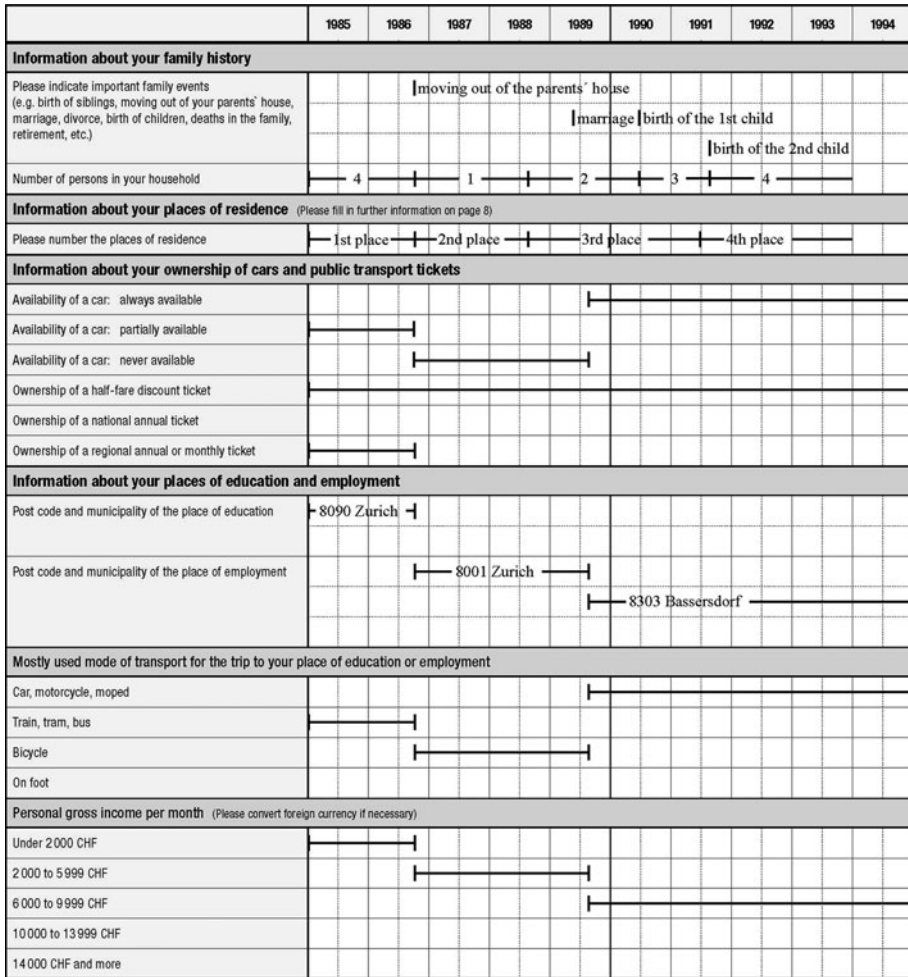 1985 1986 1987 1988 1989 1990 1991 1992 1993 1994
Information about your family history
Please indicate important family events
(e.g. birth of siblings, moving out of your parents` house,
marriage, divorce, birth of children, deaths in the family,
retirement, etc.)
moving out of the parents´ house
marriage birth of the 1st child
birth of the 2nd child
Number of persons in your household 4 1 2 3 4
Information about your places of residence (Please fill in further information on page 8)
Please number the places of residence 1st place 2nd place 3rd place 4th place
Information about your ownership of cars and public transport tickets
Availability of a car: always available
Availability of a car: partially available
Availability of a car: never available
Ownership of a half-fare discount ticket
Ownership of a national annual ticket
Ownership of a regional annual or monthly ticket
Information about your places of education and employment
Post code and municipality of the place of education 8090 Zurich
Post code and municipality of the place of employment 8001 Zurich
8303 Bassersdorf
Mostly used mode of transport for the trip to your place of education or employment
Car, motorcycle, moped
Train, tram, bus
Bicycle
On foot
Personal gross income per month (Please convert foreign currency if necessary)
Under 2 000 CHF
2 000 to 5 999 CHF
6 000 to 9 999 CHF
10 000 to 13 999 CHF
14 000 CHF and more